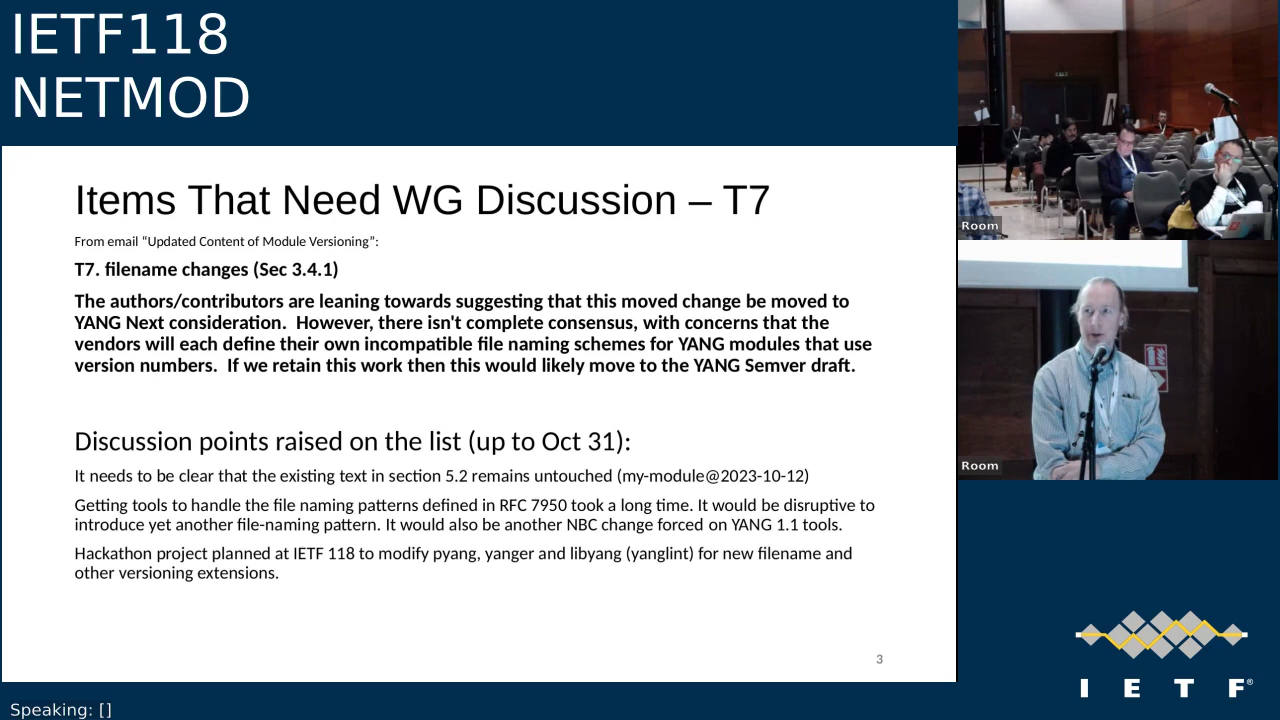 IETF118
NETMOD
Items That Need WG Discussion – T7
From email “Updated Content of Module Versioning”:
T7. filename changes (Sec 3.4.1)
The authors/contributors are leaning towards suggesting that this moved change be moved to
YANG Next consideration.  However, there isn't complete consensus, with concerns that the
vendors will each define their own incompatible file naming schemes for YANG modules that use
version numbers.  If we retain this work then this would likely move to the YANG Semver draft.
Discussion points raised on the list (up to Oct 31):
It needs to be clear that the existing text in section 5.2 remains untouched (my-module@2023-10-12)
Getting tools to handle the file naming patterns defined in RFC 7950 took a long time. It would be disruptive to
introduce yet another file-naming pattern. It would also be another NBC change forced on YANG 1.1 tools.
Hackathon project planned at IETF 118 to modify pyang, yanger and libyang (yanglint) for new filename and
other versioning extensions.
3
Room
Room
I E T F®
Speaking: []